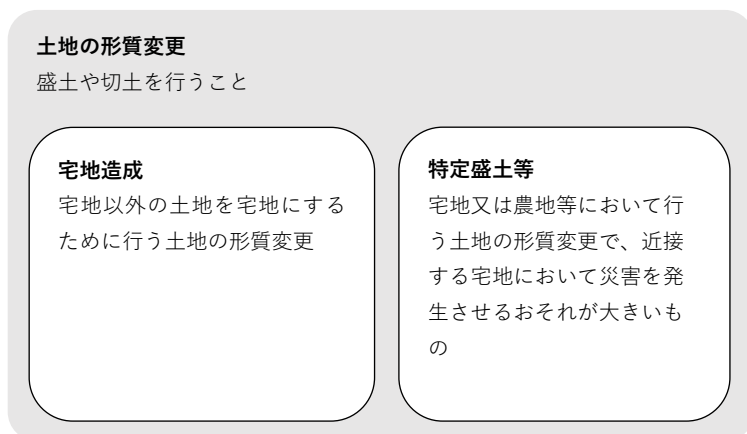 土地の形質変更
盛土や切土を行うこと
宅地造成
宅地以外の土地を宅地にする
ために行う土地の形質変更
特定盛土等
宅地又は農地等において行
う土地の形質変更で、近接
する宅地において災害を発
生させるおそれが大きいも
の